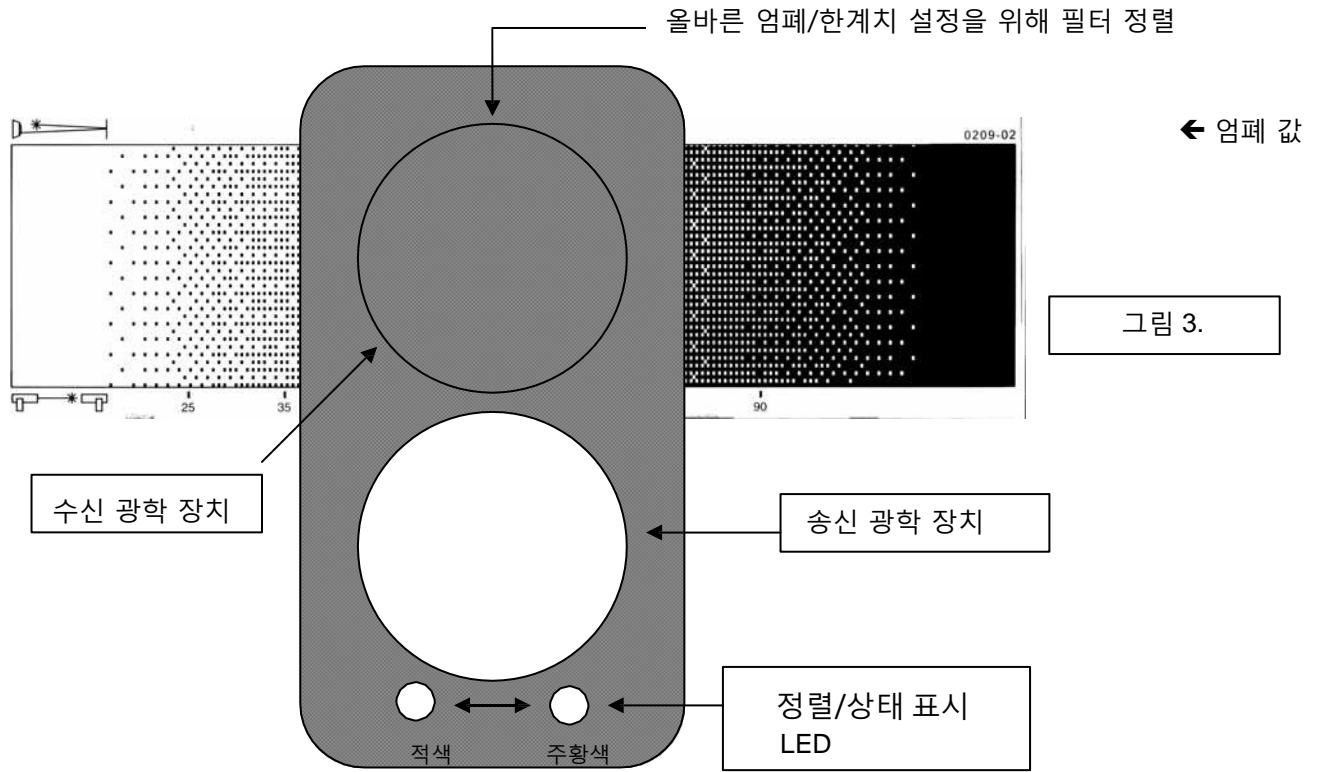 올바른 엄폐/한계치 설정을 위해 필터 정렬
0209-02
← 엄폐 값
그림 3.
25
35
90
수신 광학 장치
송신 광학 장치
정렬/상태 표시
LED
적색
주황색